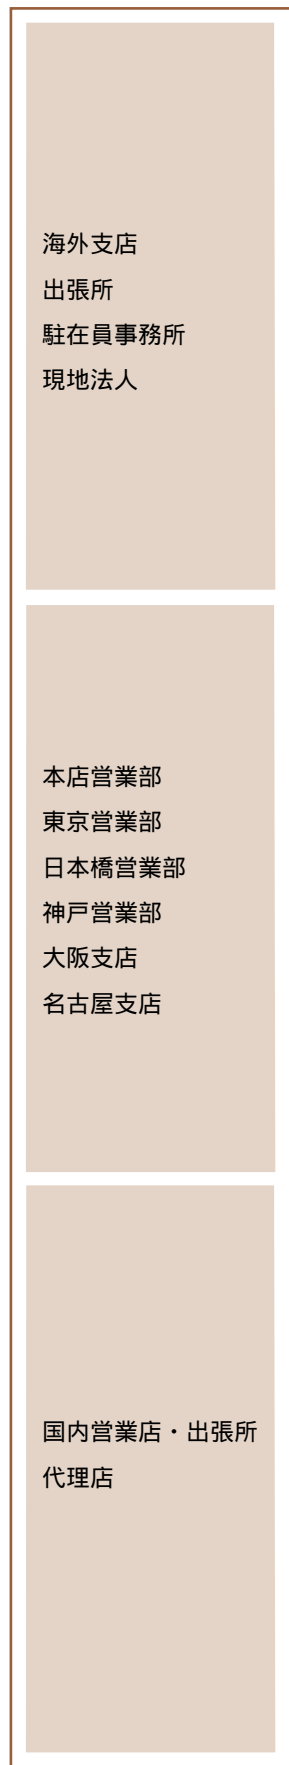 海外支店
出張所
駐在員事務所
現地法人
本店営業部
東京営業部
日本橋営業部
神戸営業部
大阪支店
名古屋支店
国内営業店・出張所
代理店